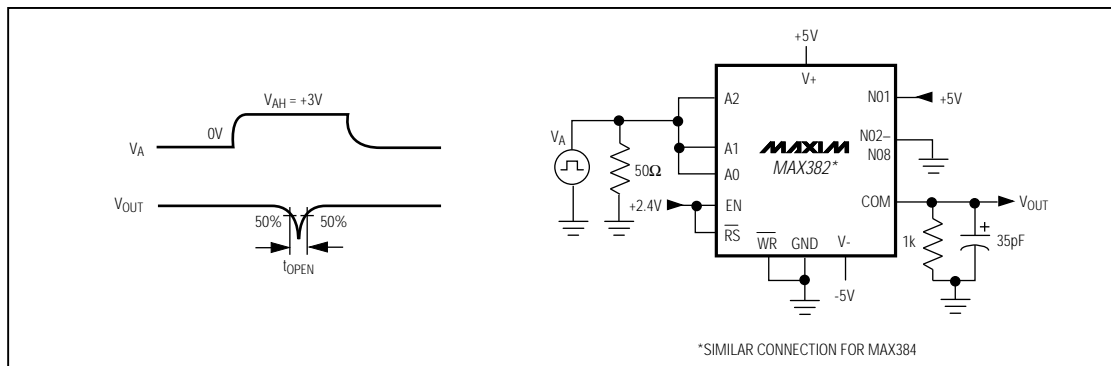 V_AH = +3V
0V
V_A
V_OUT
50% 50%
t_OPEN
+5V
V+
A2
A1
A0
EN
RS
WR GND V-
N01
N02–
N08
COM
MAXIM
MAX382*
V_A
50Ω
+2.4V
+5V
V_OUT
1k
35pF
+
-5V
*SIMILAR CONNECTION FOR MAX384